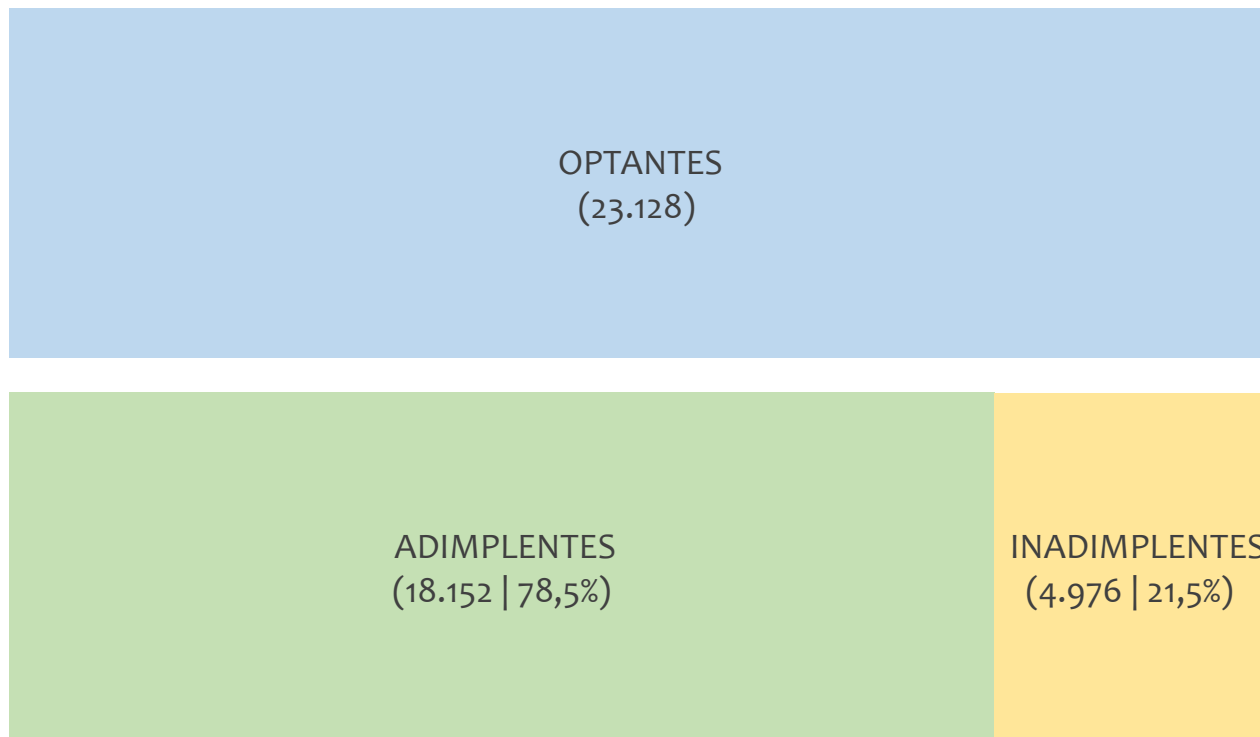 OPTANTES
(23.128)
ADIMPLENTES
(18.152 | 78,5%)
INADIMPLENTES
(4.976 | 21,5%)